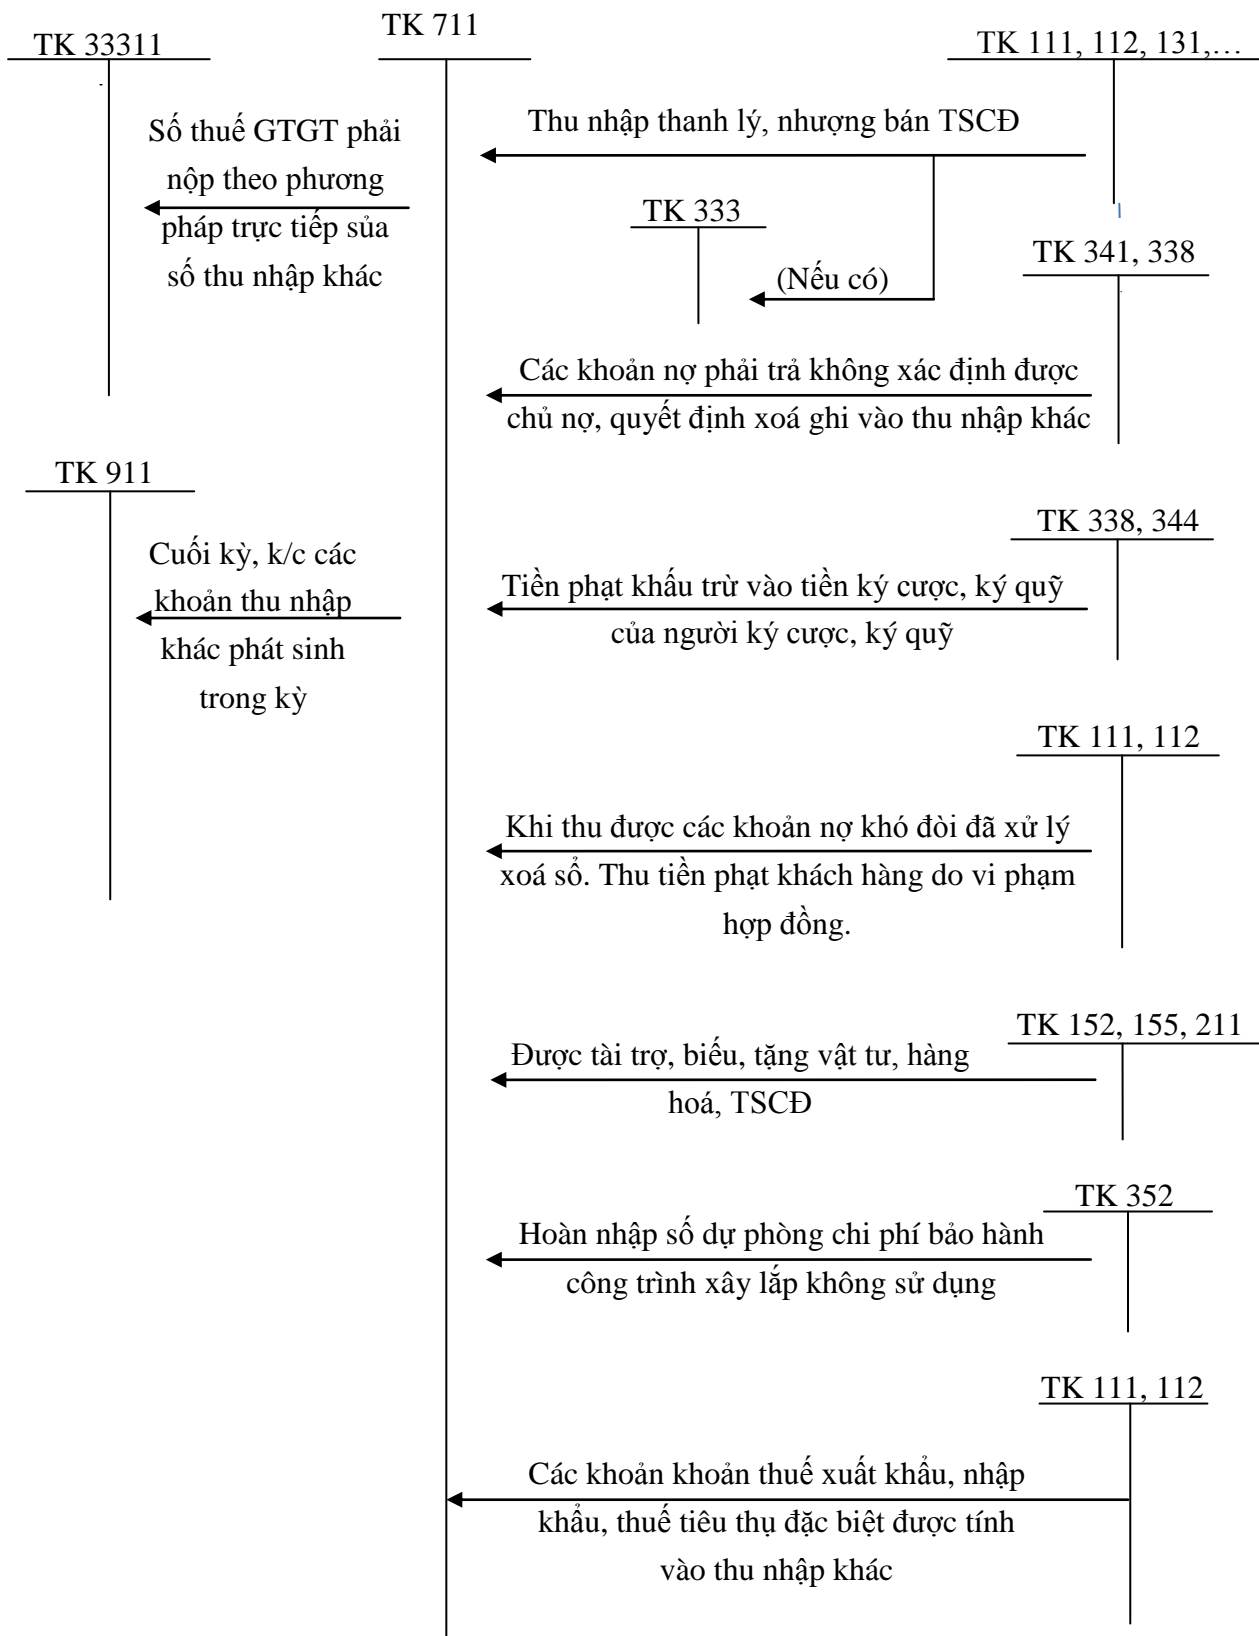 TK 33311
TK 711
TK 111, 112, 131,…
Số thuế GTGT phải
nộp theo phương
pháp trực tiếp sủa
số thu nhập khác
Thu nhập thanh lý, nhượng bán TSCĐ
TK 333
(Nếu có)
TK 341, 338
Các khoản nợ phải trả không xác định được
chủ nợ, quyết định xoá ghi vào thu nhập khác
TK 911
Cuối kỳ, k/c các
khoản thu nhập
khác phát sinh
trong kỳ
TK 338, 344
Tiền phạt khấu trừ vào tiền ký cược, ký quỹ
của người ký cược, ký quỹ
TK 111, 112
Khi thu được các khoản nợ khó đòi đã xử lý
xoá sổ. Thu tiền phạt khách hàng do vi phạm
hợp đồng.
TK 152, 155, 211
Được tài trợ, biếu, tặng vật tư, hàng
hoá, TSCĐ
TK 352
Hoàn nhập số dự phòng chi phí bảo hành
công trình xây lắp không sử dụng
TK 111, 112
Các khoản khoản thuế xuất khẩu, nhập
khẩu, thuế tiêu thụ đặc biệt được tính
vào thu nhập khác